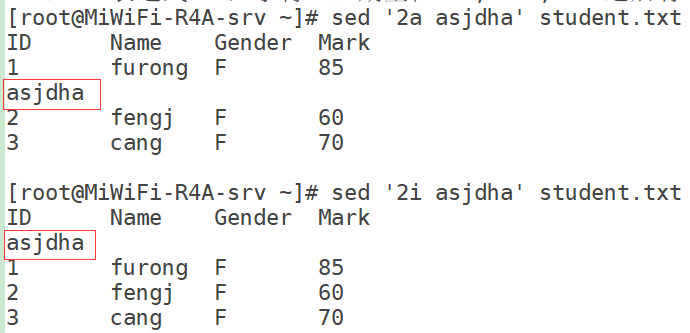 [root@MiWiFi-R4A-srv ~]# sed '2a asjdha' student.txt
ID Name Gender Mark
1 furong F 85
asjdha
2 fengj F 60
3 cang F 70
[root@MiWiFi-R4A-srv ~]# sed '2i asjdha' student.txt
ID Name Gender Mark
asjdha
1 furong F 85
2 fengj F 60
3 cang F 70